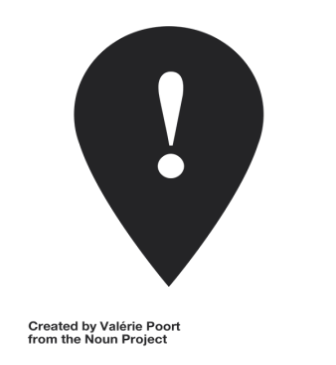 !
Created by Valérie Poort
from the Noun Project